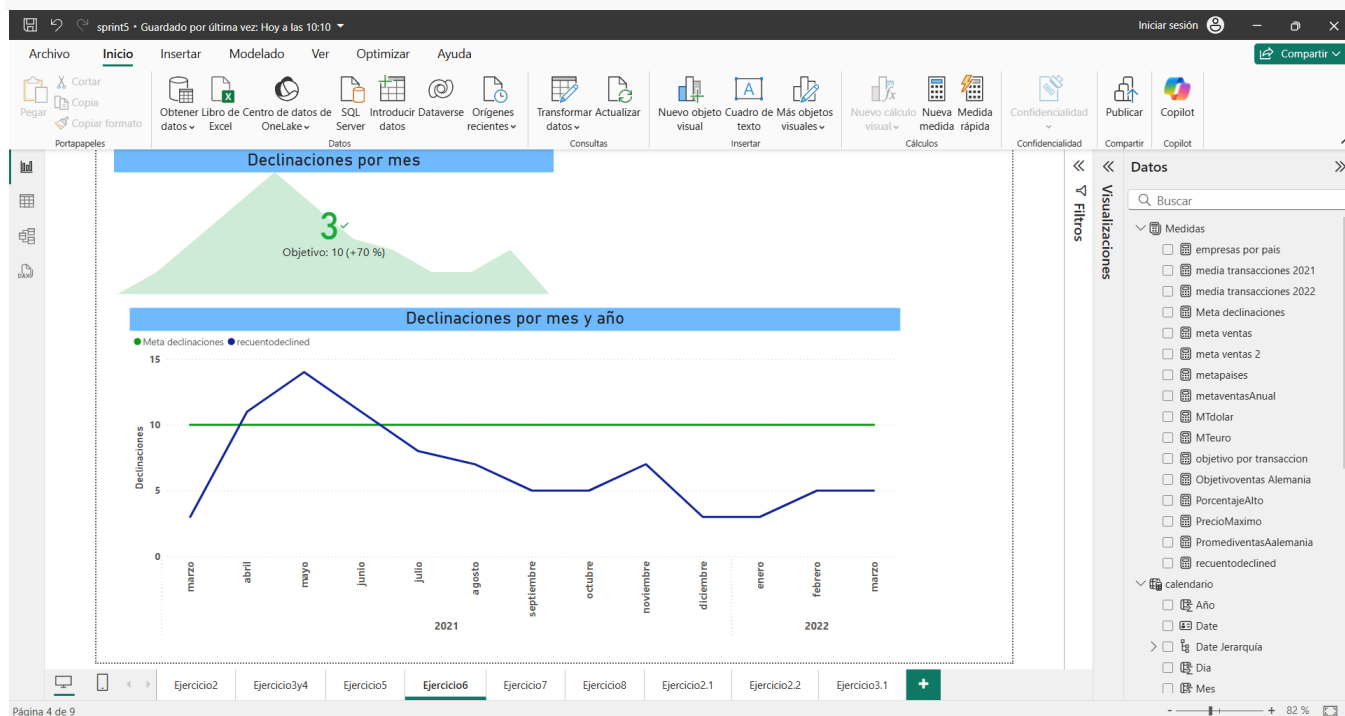 sprint5 • Guardado por última vez: Hoy a las 10:10
Iniciar sesión
Archivo Inicio Insertar Modelado Ver Optimizar Ayuda
Compartir
Pegar
Cortar
Copia
Copiar formato
Portapapeles
Obtener datos
Libro de Excel
Centro de datos de OneLake
SQL Server
Introducir datos
Dataverse
Orígenes recientes
Datos
Transformar datos
Actualizar
Consultas
Nuevo objeto visual
Cuadro de texto
Más objetos visuales
Insertar
Nuevo cálculo visual
Nueva medida
Medida rápida
Cálculos
Confidencialidad
Confidencialidad
Publicar
Compartir
Copilot
Copilot
Declinaciones por mes
3
Objetivo: 10 (+70 %)
Declinaciones por mes y año
Meta declinaciones recuentodeclined
Declinaciones
15
10
5
0
marzo
abril
mayo
junio
julio
agosto
septiembre
octubre
noviembre
diciembre
enero
febrero
marzo
2021
2022
Filtros
Visualizaciones
Datos
Buscar
Medidas
empresas por pais
media transacciones 2021
media transacciones 2022
Meta declinaciones
meta ventas
meta ventas 2
metapaises
metaventasAnual
MTdolar
MTeuro
objetivo por transaccion
Objetivoventas Alemania
PorcentajeAlto
PrecioMaximo
PromediventasAalemania
recuentodeclined
calendario
Año
Date
Date Jerarquía
Dia
Mes
DAX
Ejercicio2 Ejercicio3y4 Ejercicio5 Ejercicio6 Ejercicio7 Ejercicio8 Ejercicio2.1 Ejercicio2.2 Ejercicio3.1
Página 4 de 9
82 %